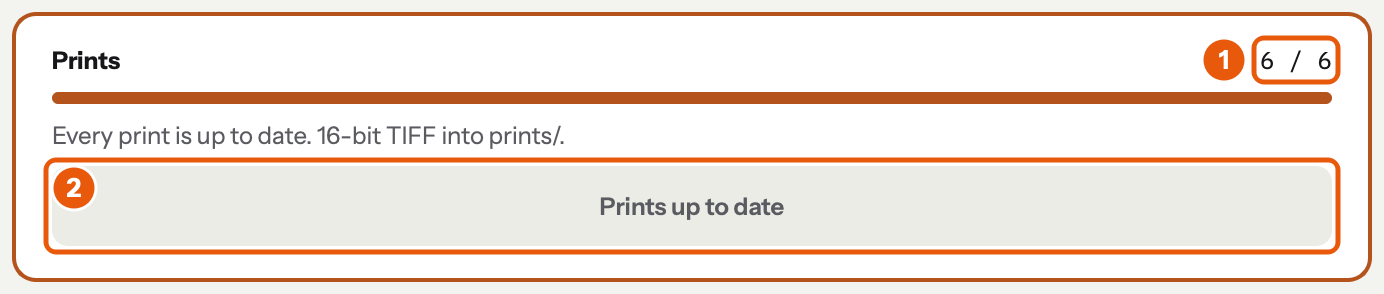 Prints
1
6 / 6
Every print is up to date. 16-bit TIFF into prints/.
2
Prints up to date